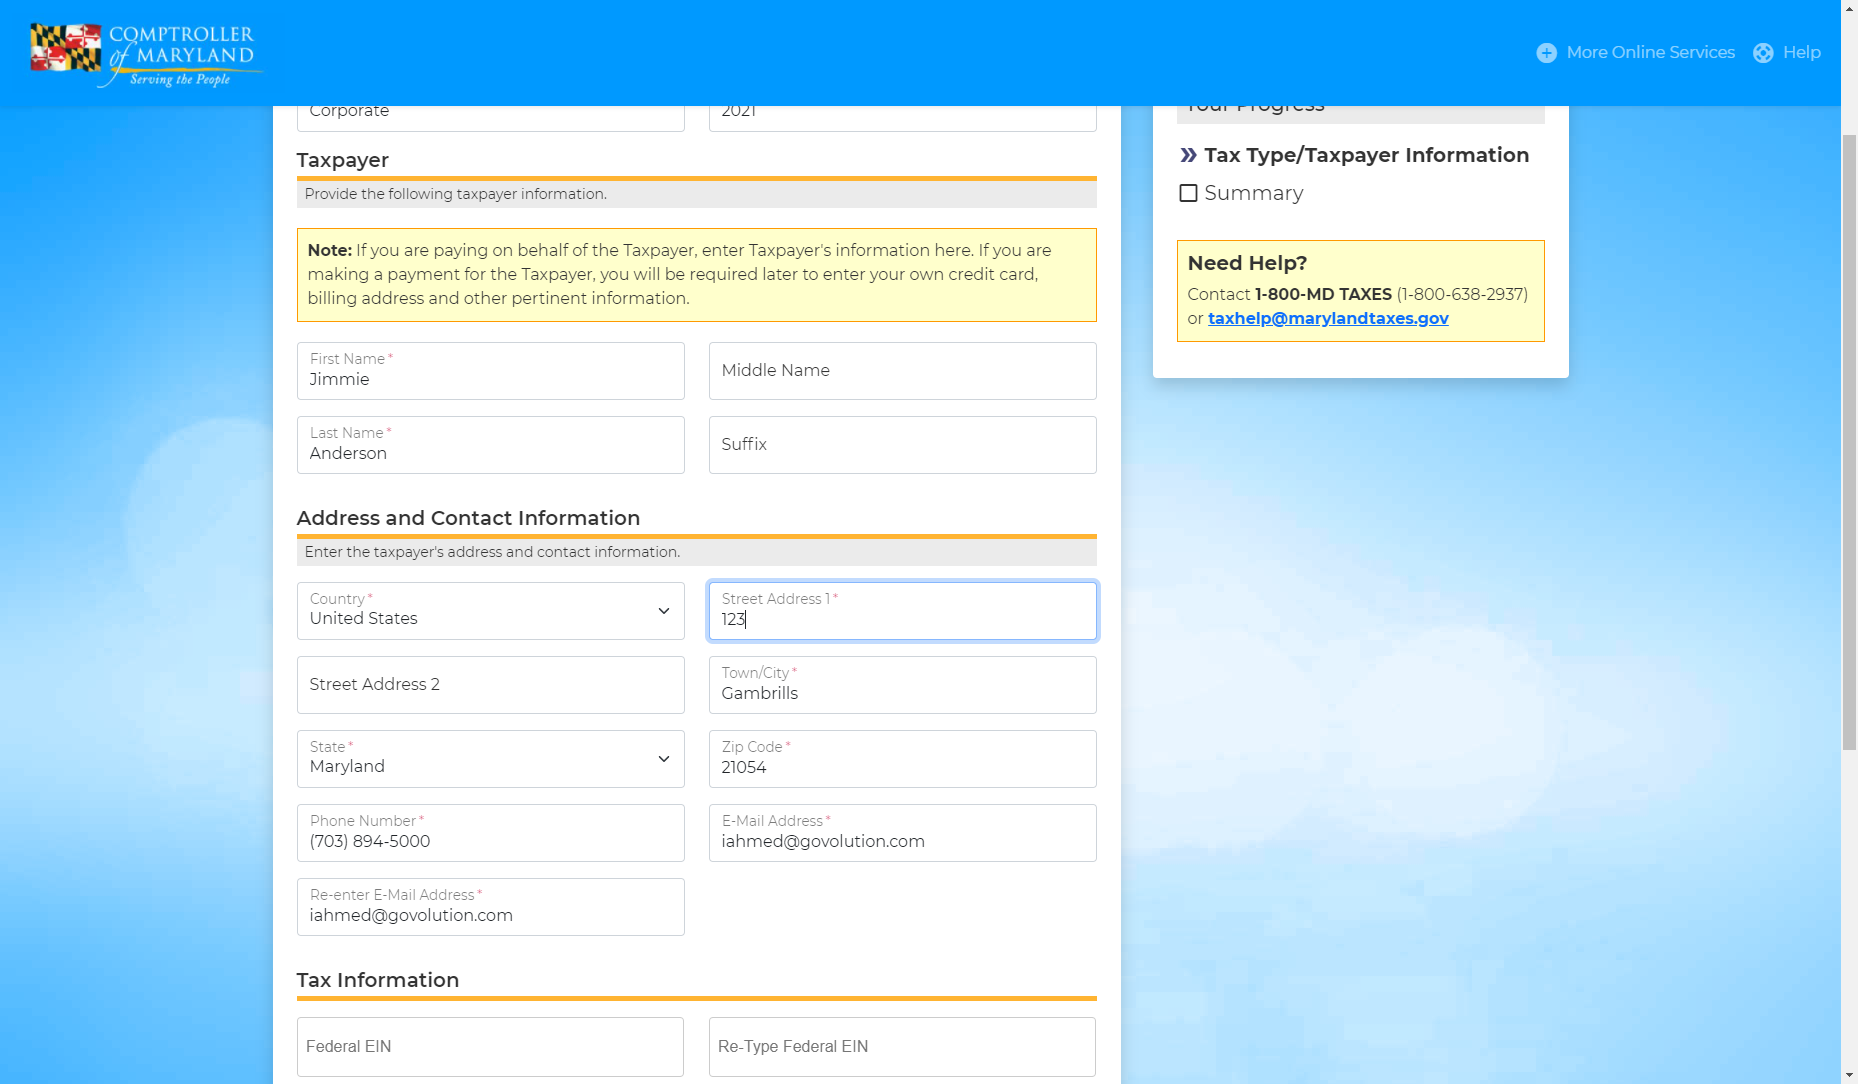 COMPTROLLER
of MARYLAND
Serving the People
More Online Services
Help
Corporate
2021
Taxpayer
Provide the following taxpayer information.
Note: If you are paying on behalf of the Taxpayer, enter Taxpayer's information here. If you are
making a payment for the Taxpayer, you will be required later to enter your own credit card,
billing address and other pertinent information.
First Name *
Jimmie
Middle Name
Last Name *
Anderson
Suffix
Address and Contact Information
Enter the taxpayer's address and contact information.
Country *
United States
Street Address 1 *
123
Street Address 2
Town/City *
Gambrills
State *
Maryland
Zip Code *
21054
Phone Number *
(703) 894-5000
E-Mail Address *
iahmed@govolution.com
Re-enter E-Mail Address *
iahmed@govolution.com
Tax Information
Federal EIN
Re-Type Federal EIN
Your Progress
Tax Type/Taxpayer Information
Summary
Need Help?
Contact 1-800-MD TAXES (1-800-638-2937)
or taxhelp@marylandtaxes.gov